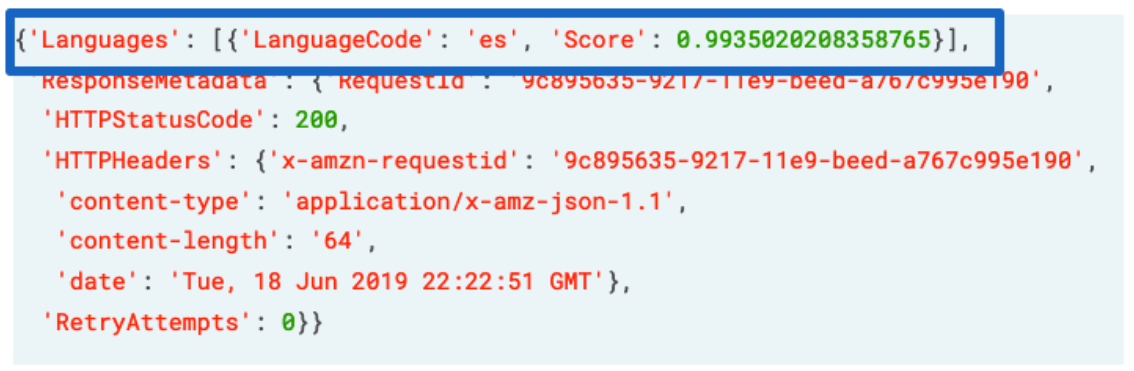 {'Languages': [{'LanguageCode': 'es', 'Score': 0.9935020208358765}],
'ResponseMetadata': {'RequestId': '9c895635-9217-11e9-beed-a767c995e190',
'HTTPStatusCode': 200,
'HTTPHeaders': {'x-amzn-requestid': '9c895635-9217-11e9-beed-a767c995e190',
'content-type': 'application/x-amz-json-1.1',
'content-length': '64',
'date': 'Tue, 18 Jun 2019 22:22:51 GMT'},
'RetryAttempts': 0}}